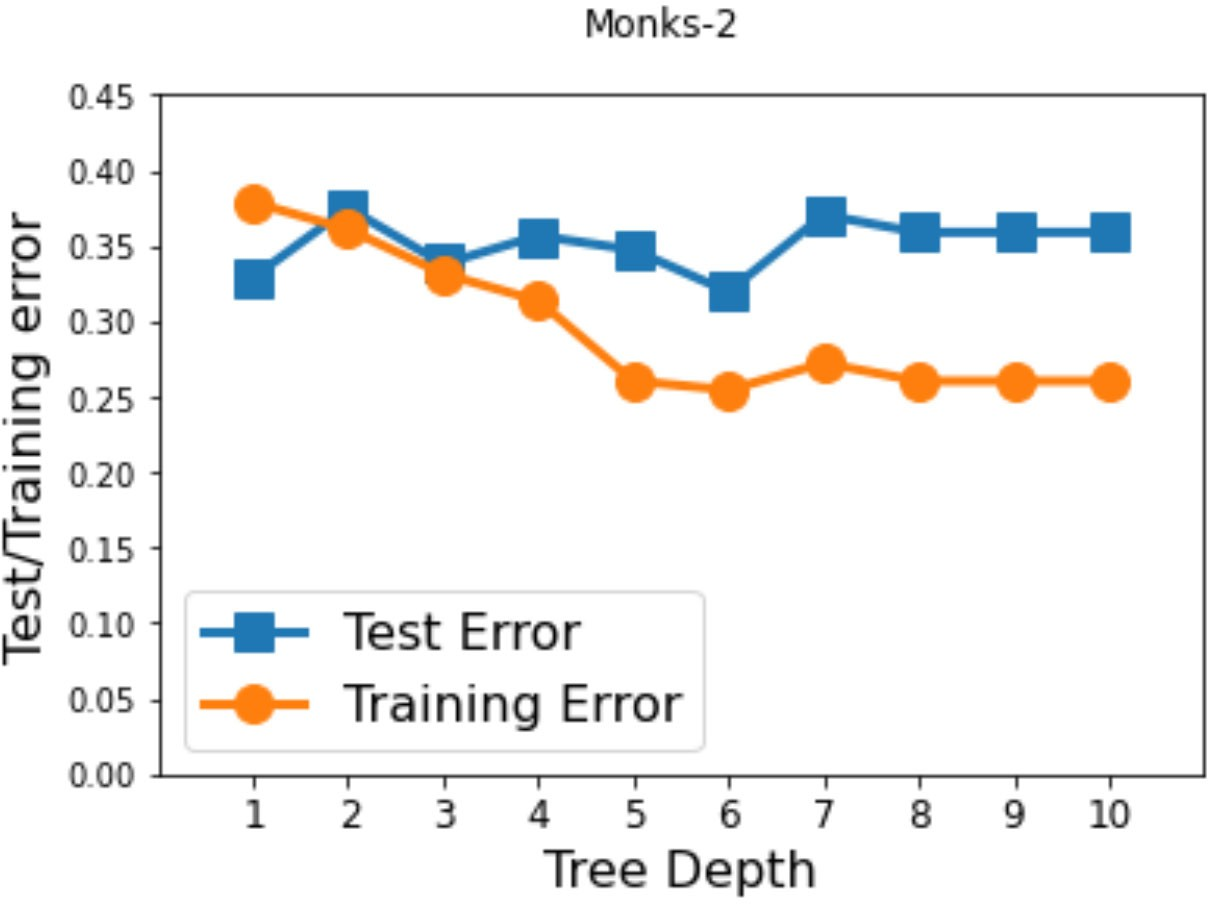 Monks-2
Test/Training error
0.45
0.40
0.35
0.30
0.25
0.20
0.15
0.10
0.05
0.00
Test Error
Training Error
1 2 3 4 5 6 7 8 9 10
Tree Depth